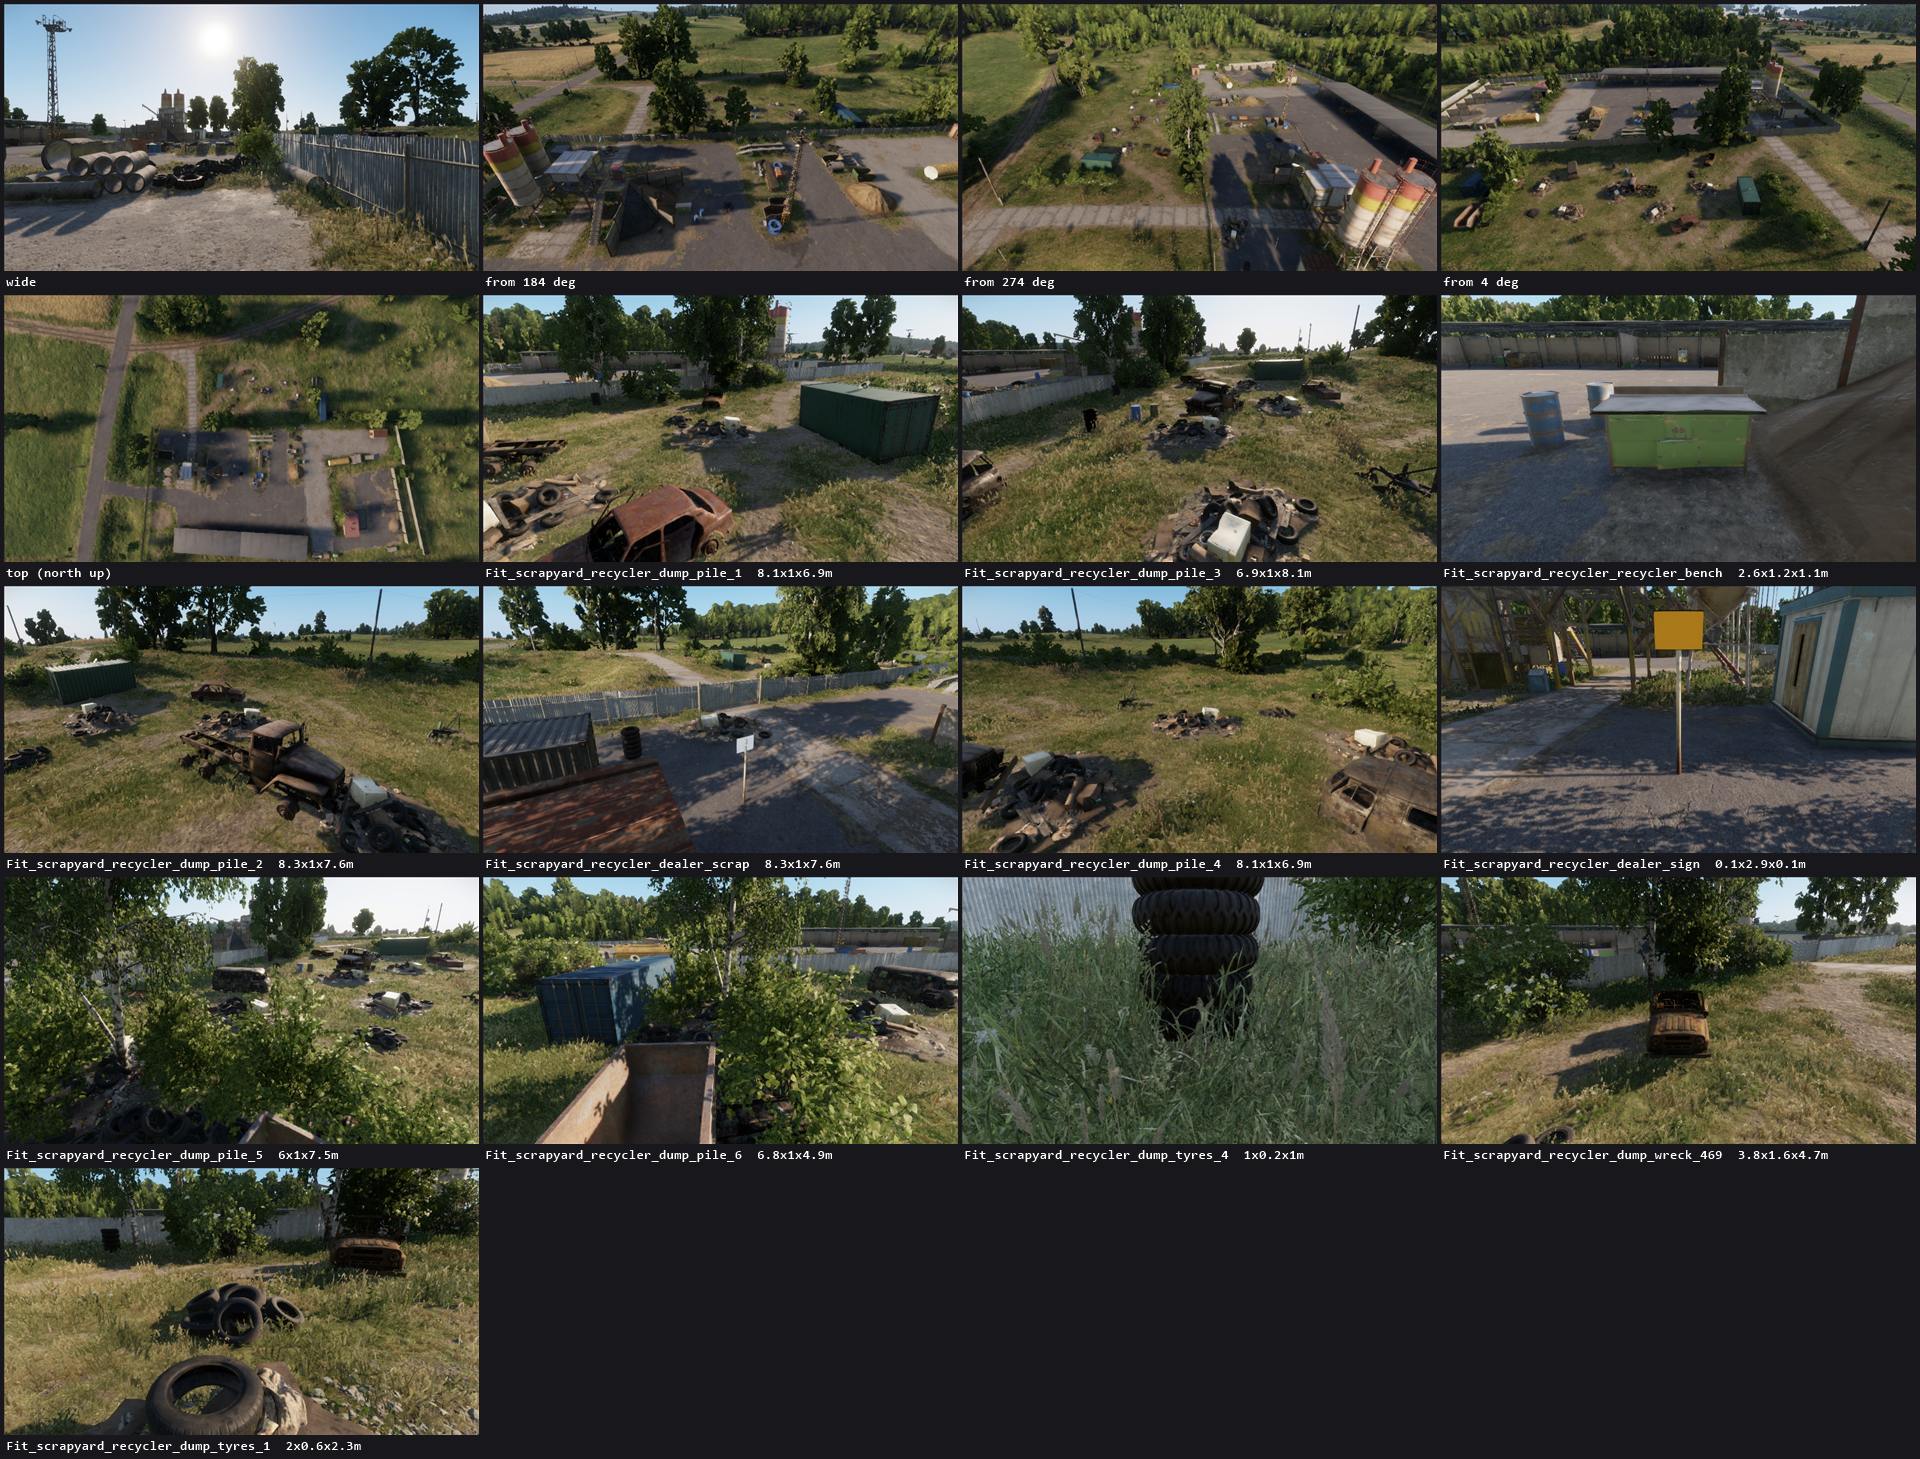 wide
from 184 deg
from 274 deg
from 4 deg
top (north up)
Fit_scrapyard_recycler_dump_pile_1  8.1x1x6.9m
Fit_scrapyard_recycler_dump_pile_3  6.9x1x8.1m
Fit_scrapyard_recycler_recycler_bench  2.6x1.2x1.1m
Fit_scrapyard_recycler_dump_pile_2  8.3x1x7.6m
Fit_scrapyard_recycler_dealer_scrap  8.3x1x7.6m
Fit_scrapyard_recycler_dump_pile_4  8.1x1x6.9m
Fit_scrapyard_recycler_dealer_sign  0.1x2.9x0.1m
Fit_scrapyard_recycler_dump_pile_5  6x1x7.5m
Fit_scrapyard_recycler_dump_pile_6  6.8x1x4.9m
Fit_scrapyard_recycler_dump_tyres_4  1x0.2x1m
Fit_scrapyard_recycler_dump_wreck_469  3.8x1.6x4.7m
Fit_scrapyard_recycler_dump_tyres_1  2x0.6x2.3m